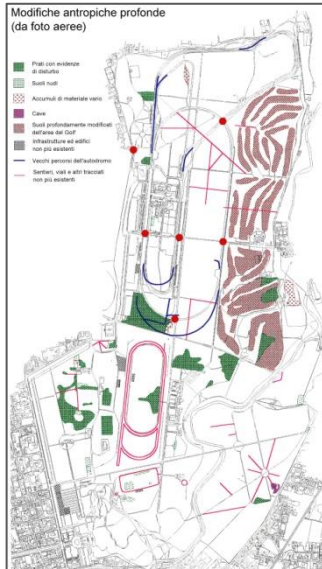 Modifiche antropiche profonde
(da foto aeree)
Prati con evidenze
di disturbo
Suoli nudi
Accumuli di materiale vario
Cave
Suoli profondamente modificati
dell'area del Golf
Infrastrutture ed edifici
non più esistenti
Vecchi percorsi dell'autodromo
Sentieri, viali e altri tracciati
non più esistenti